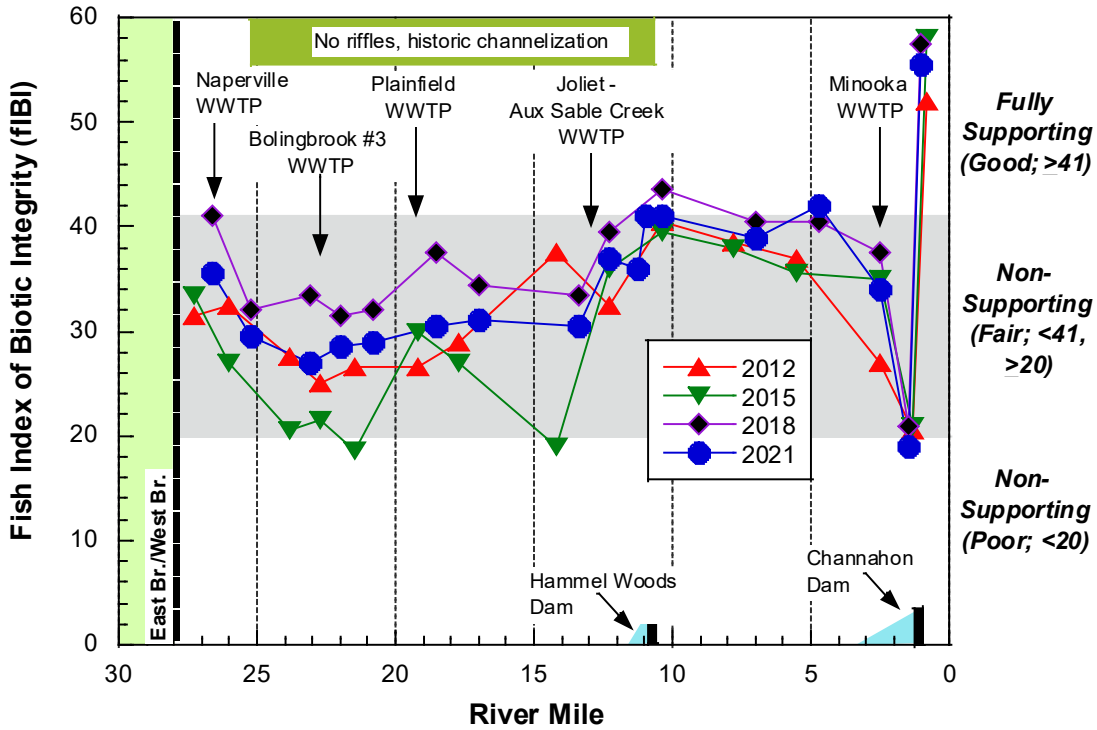 Fish Index of Biotic Integrity (fIBI)
60
50
40
30
20
10
0
No riffles, historic channelization
Naperville
WWTP
Bolingbrook #3
WWTP
Plainfield
WWTP
Joliet -
Aux Sable Creek
WWTP
Minooka
WWTP
Fully
Supporting
(Good; ≥41)
Non-
Supporting
(Fair; <41,
≥20)
Non-
Supporting
(Poor; <20)
2012
2015
2018
2021
East Br./West Br.
Hammel Woods
Dam
Channahon
Dam
30
25
20
15
10
5
0
River Mile